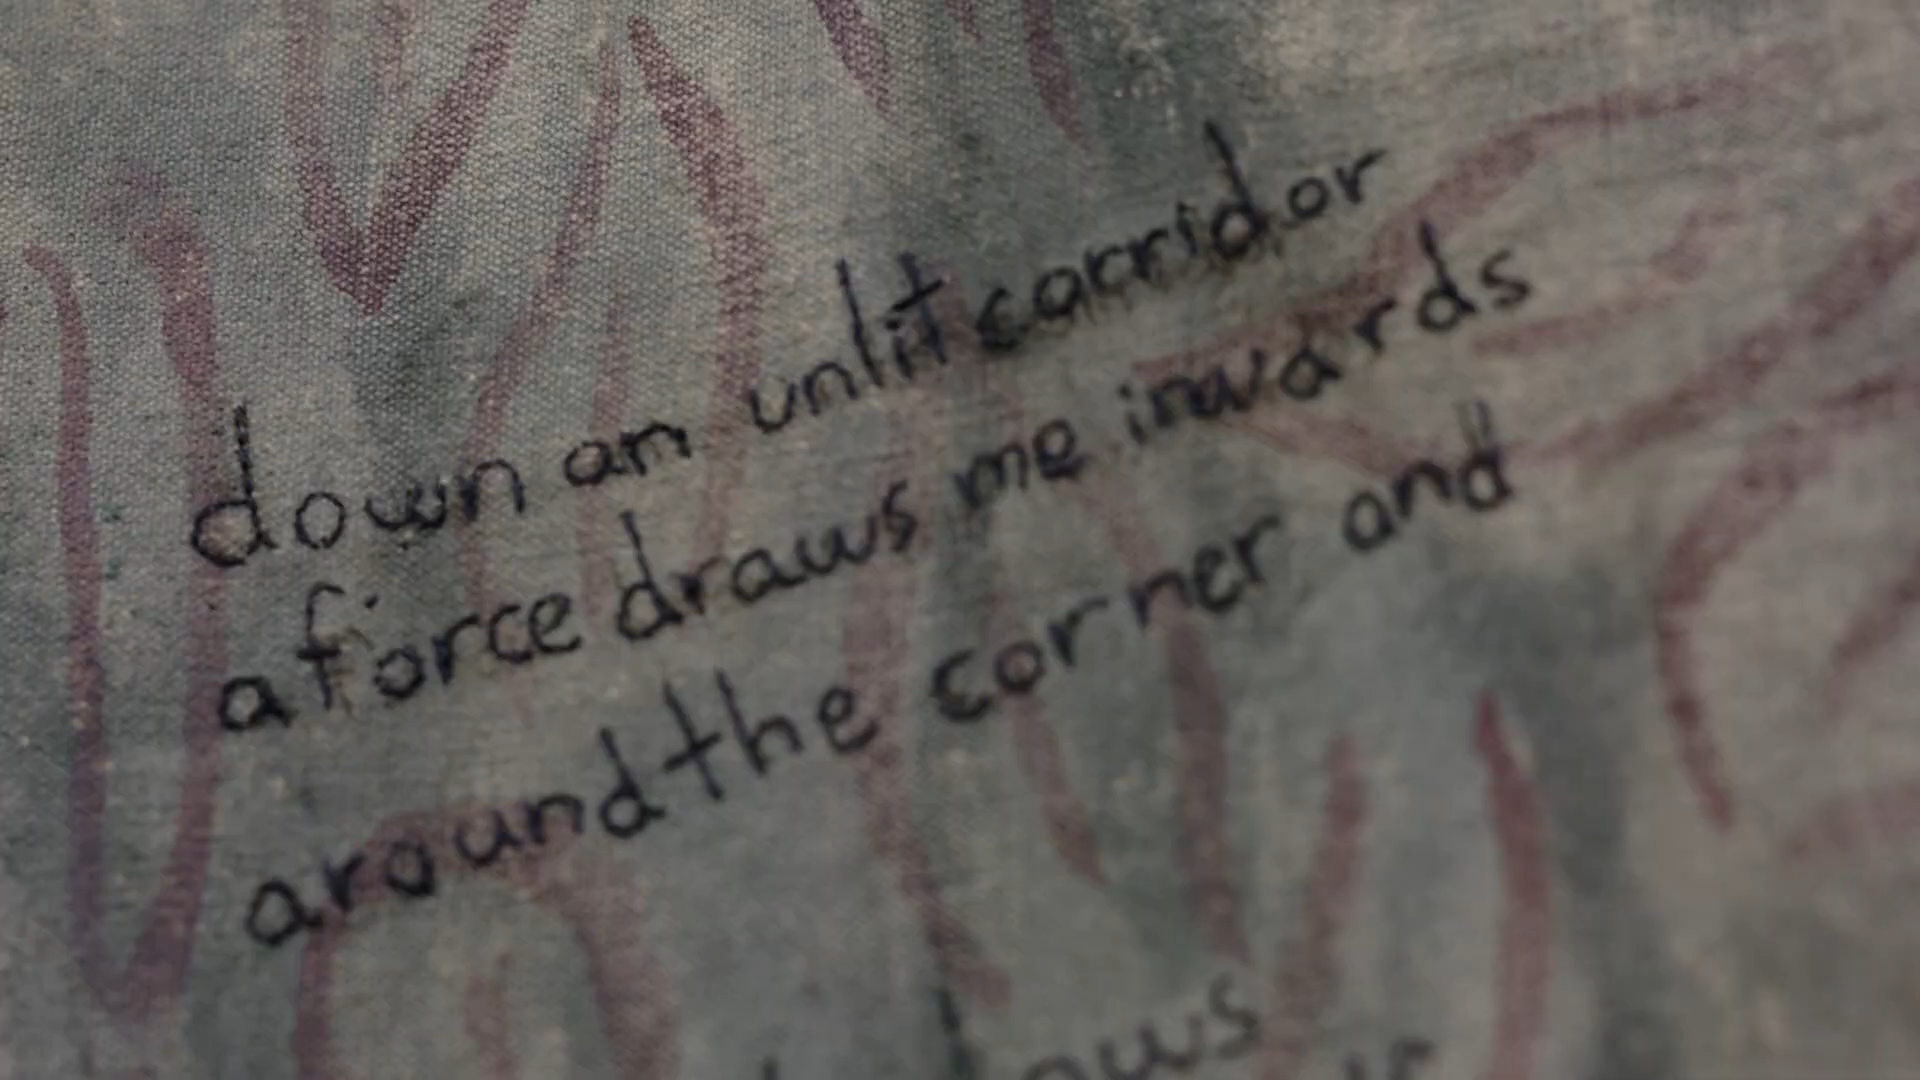 down an unlit corridor
a force draws me inwards
around the corner and